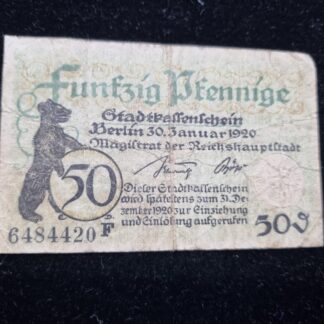 Funfzig Pfennige
Stadtkassenschein
Berlin 30. Januar 1920
Magistrat der Reichshauptstadt
50
Dieser Stadtkassenschein
wird spätestens zum 31. De-
zember 1920 zur Einziehung
und Einlösung aufgerufen
6484420 F
50₰